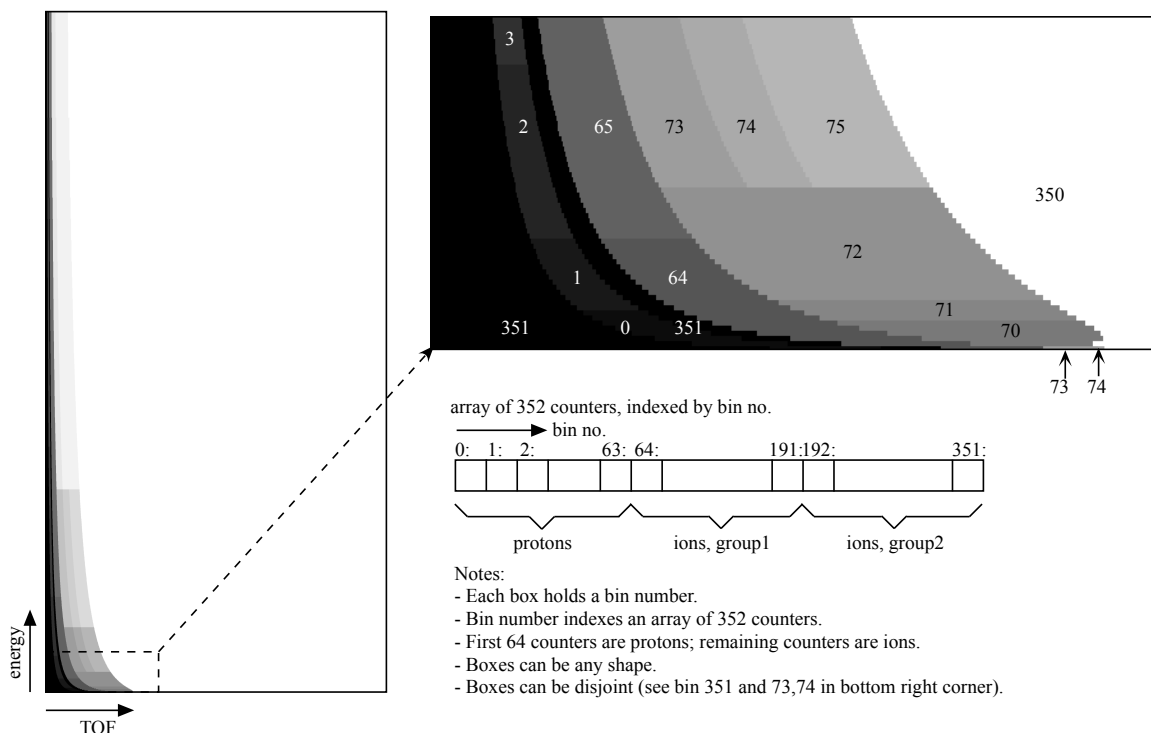 3
2
65
73
74
75
350
72
1
64
71
351
0
351
70
73
74
energy
TOF
array of 352 counters, indexed by bin no.
bin no.
0: 1: 2: 63: 64: 191: 192: 351:
protons
ions, group1
ions, group2
Notes:
- Each box holds a bin number.
- Bin number indexes an array of 352 counters.
- First 64 counters are protons; remaining counters are ions.
- Boxes can be any shape.
- Boxes can be disjoint (see bin 351 and 73,74 in bottom right corner).